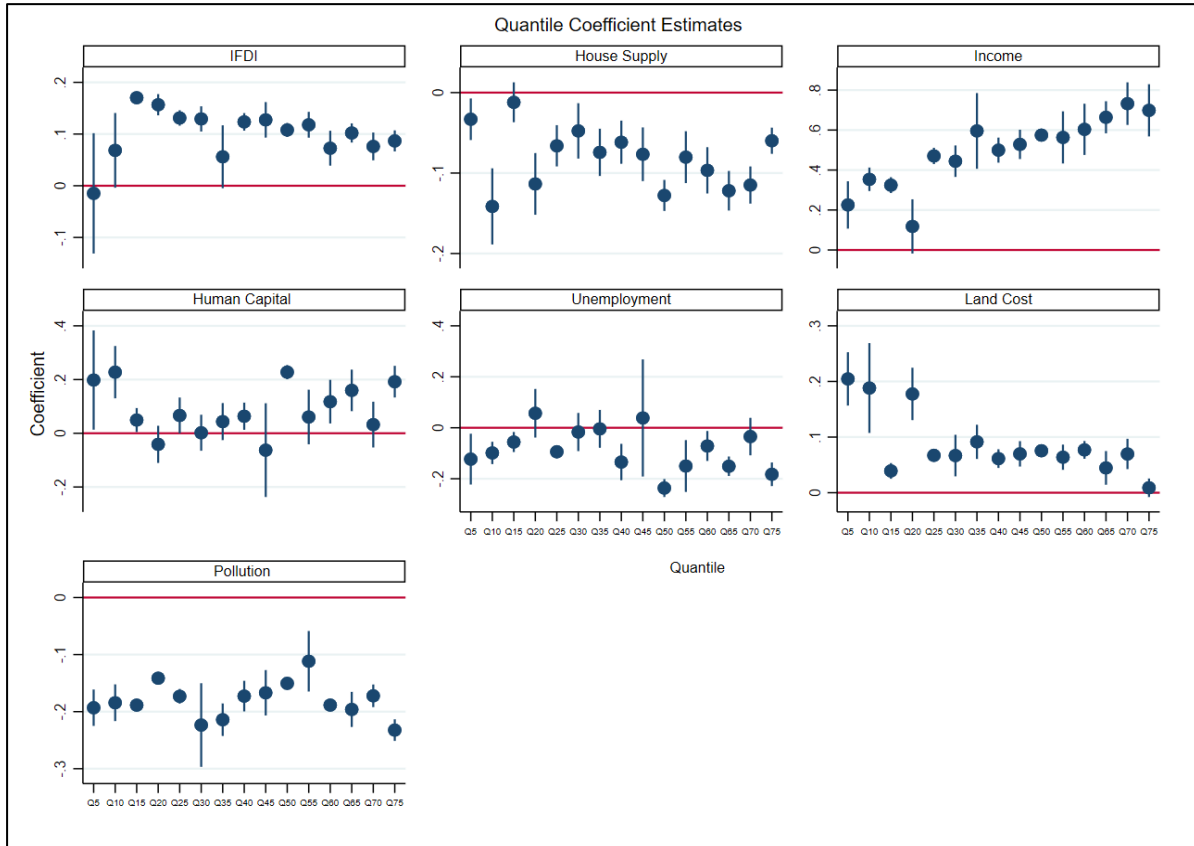 Quantile Coefficient Estimates
IFDI
House Supply
Income
.2
.1
0
-.1
0
-.1
-.2
.8
.6
.4
.2
0
Human Capital
Unemployment
Land Cost
Coefficient
.4
.2
0
-.2
.4
.2
0
-.2
.3
.2
.1
0
Q5 Q10 Q15 Q20 Q25 Q30 Q35 Q40 Q45 Q50 Q55 Q60 Q65 Q70 Q75
Q5 Q10 Q15 Q20 Q25 Q30 Q35 Q40 Q45 Q50 Q55 Q60 Q65 Q70 Q75
Pollution
Quantile
0
-.1
-.2
-.3
Q5 Q10 Q15 Q20 Q25 Q30 Q35 Q40 Q45 Q50 Q55 Q60 Q65 Q70 Q75